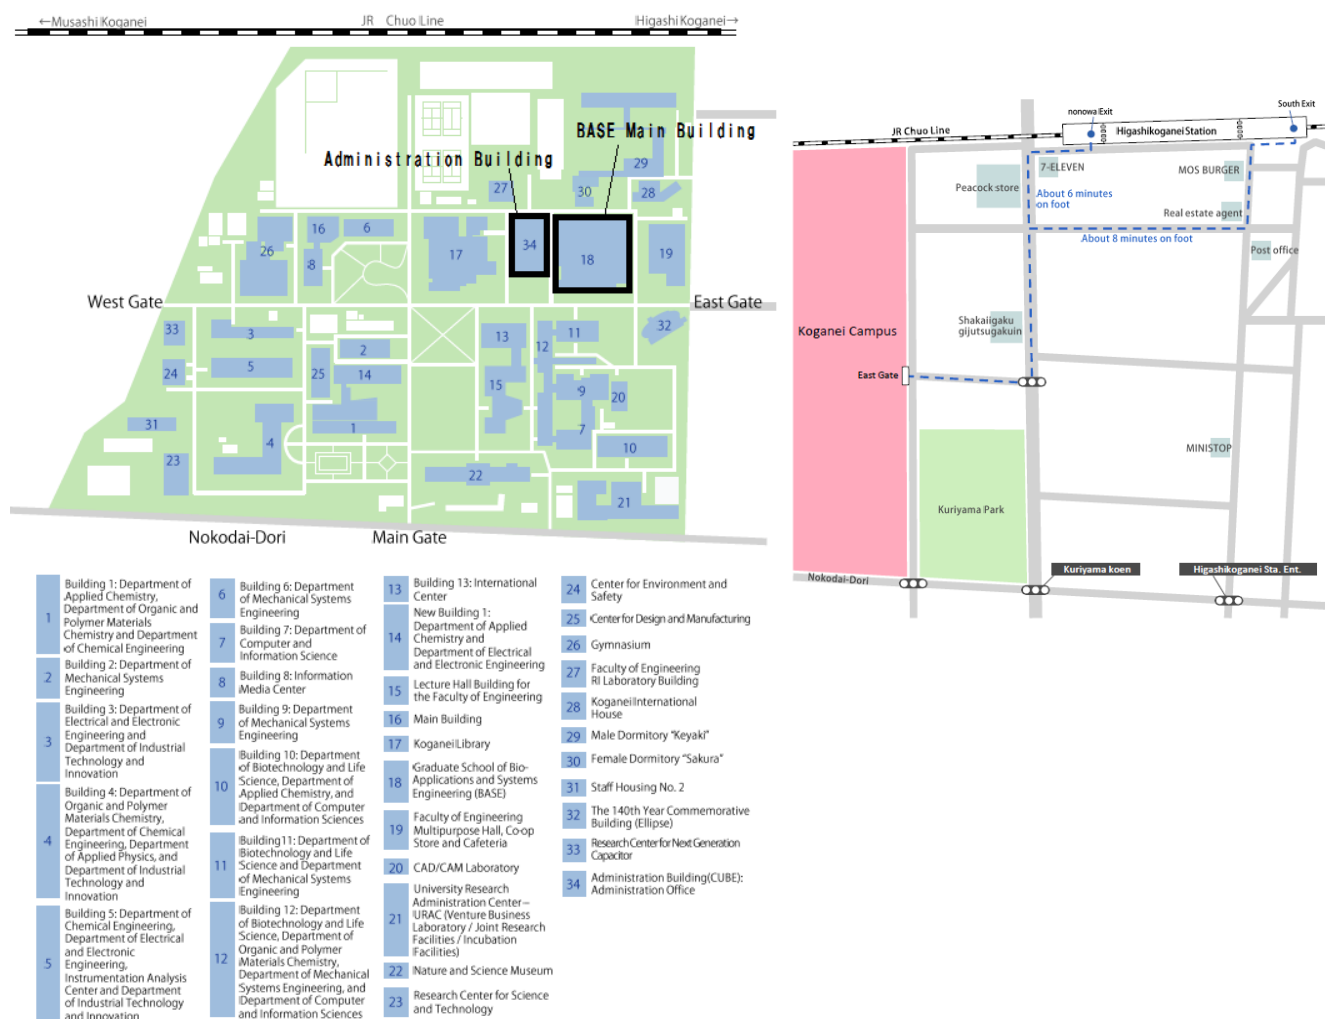 ←Musashi Koganei
JR Chuo Line
Higashi Koganei→
BASE Main Building
Administration Building
29
27
30
28
16
6
34
26
17
18
19
8
West Gate
East Gate
33
3
13
11
32
12
2
24
5
25
14
15
9
20
31
4
1
7
10
23
22
21
Nokodai-Dori
Main Gate
nonowa Exit
South Exit
JR Chuo Line
Higashikoganei Station
7-ELEVEN
MOS BURGER
Peacock store
About 6 minutes
on foot
Real estate agent
About 8 minutes on foot
Post office
Shakaiigaku
gijutsugakuin
Koganei Campus
East Gate
MINISTOP
Kuriyama Park
Nokodai-Dori
Kuriyama koen
Higashikoganei Sta. Ent.
1
Building 1: Department of
Applied Chemistry,
Department of Organic and
Polymer Materials
Chemistry and Department
of Chemical Engineering
2
Building 2: Department of
Mechanical Systems
Engineering
3
Building 3: Department of
Electrical and Electronic
Engineering and
Department of Industrial
Technology and
Innovation
4
Building 4: Department of
Organic and Polymer
Materials Chemistry,
Department of Chemical
Engineering, Department
of Applied Physics, and
Department of Industrial
Technology and
Innovation
5
Building 5: Department of
Chemical Engineering,
Department of Electrical
and Electronic
Engineering,
Instrumentation Analysis
Center and Department
of Industrial Technology
and Innovation
6
Building 6: Department
of Mechanical Systems
Engineering
7
Building 7: Department of
Computer and
Information Science
8
Building 8: Information
Media Center
9
Building 9: Department
of Mechanical Systems
Engineering
10
Building 10: Department
of Biotechnology and Life
Science, Department of
Applied Chemistry, and
Department of Computer
and Information Sciences
11
Building11: Department of
Biotechnology and Life
Science and Department
of Mechanical Systems
Engineering
12
Building 12: Department
of Biotechnology and Life
Science, Department of
Organic and Polymer
Materials Chemistry,
Department of Mechanical
Systems Engineering, and
Department of Computer
and Information Sciences
13
Building 13: International
Center
14
New Building 1:
Department of Applied
Chemistry and
Department of Electrical
and Electronic Engineering
15
Lecture Hall Building for
the Faculty of Engineering
16
Main Building
17
Koganei Library
18
Graduate School of Bio-
Applications and Systems
Engineering (BASE)
19
Faculty of Engineering
Multipurpose Hall, Co-op
Store and Cafeteria
20
CAD/CAM Laboratory
21
University Research
Administration Center–
URAC (Venture Business
Laboratory / Joint Research
Facilities / Incubation
Facilities)
22
Nature and Science Museum
23
Research Center for Science
and Technology
24
Center for Environment and
Safety
25
Center for Design and Manufacturing
26
Gymnasium
27
Faculty of Engineering
RI Laboratory Building
28
Koganei International
House
29
Male Dormitory "Keyaki"
30
Female Dormitory "Sakura"
31
Staff Housing No. 2
32
The 140th Year Commemorative
Building (Ellipse)
33
Research Center for Next Generation
Capacitor
34
Administration Building(CUBE):
Administration Office